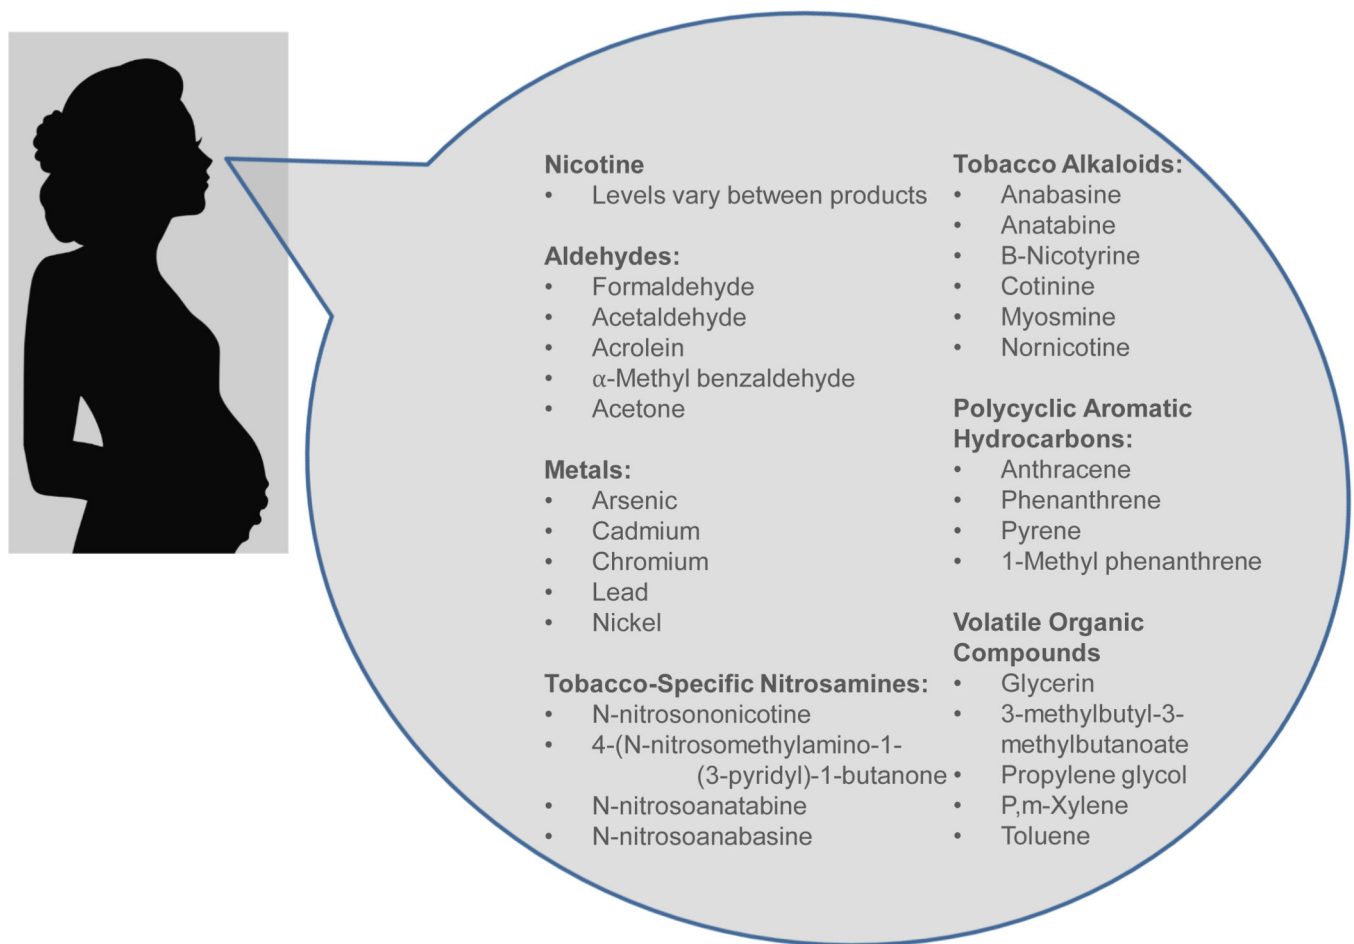 Nicotine
• Levels vary between products
Aldehydes:
• Formaldehyde
• Acetaldehyde
• Acrolein
• α-Methyl benzaldehyde
• Acetone
Metals:
• Arsenic
• Cadmium
• Chromium
• Lead
• Nickel
Tobacco-Specific Nitrosamines:
• N-nitrosononicotine
• 4-(N-nitrosomethylamino-1-
(3-pyridyl)-1-butanone
• N-nitrosoanatabine
• N-nitrosoanabasine
Tobacco Alkaloids:
• Anabasine
• Anatabine
• B-Nicotyrine
• Cotinine
• Myosmine
• Nornicotine
Polycyclic Aromatic
Hydrocarbons:
• Anthracene
• Phenanthrene
• Pyrene
• 1-Methyl phenanthrene
Volatile Organic
Compounds
• Glycerin
• 3-methylbutyl-3-
methylbutanoate
• Propylene glycol
• P,m-Xylene
• Toluene